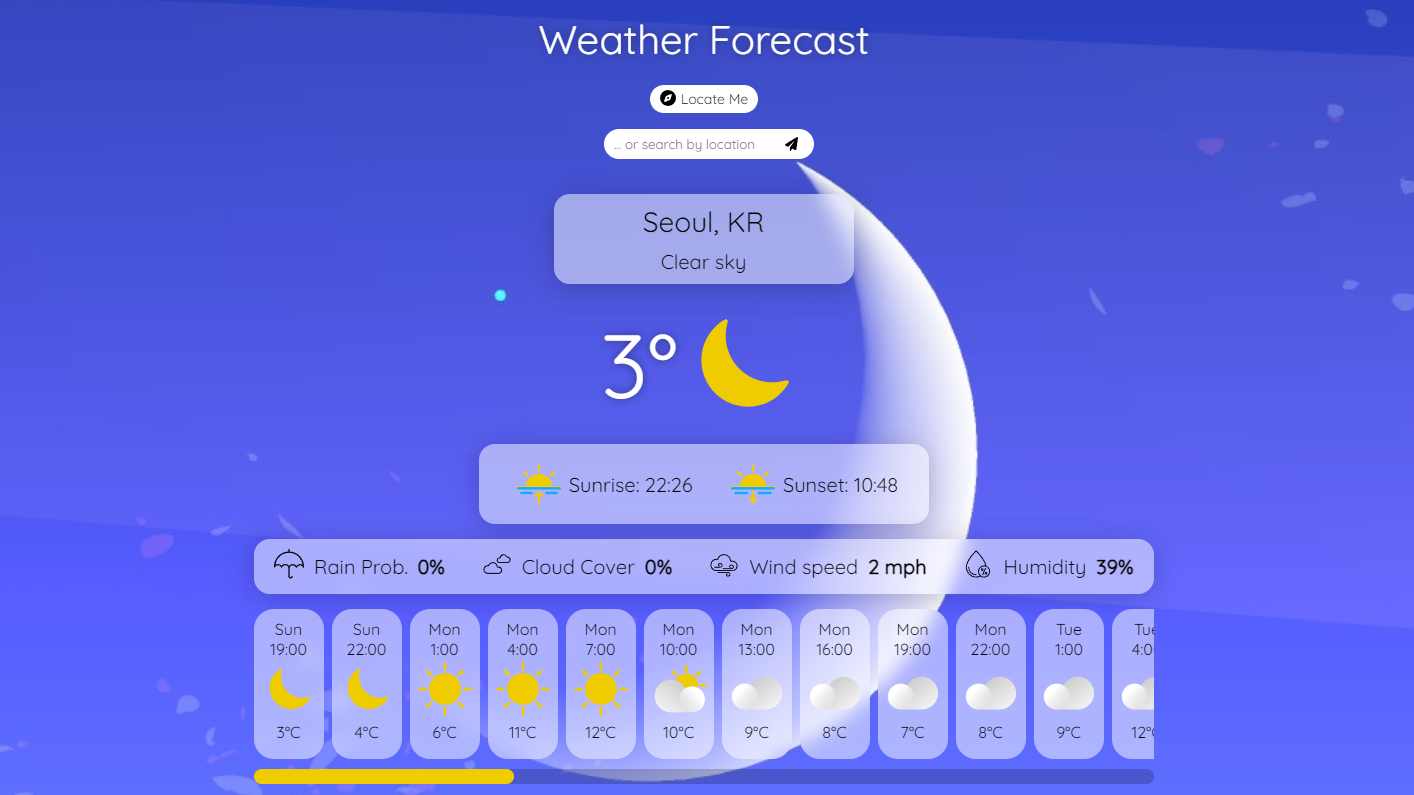 Weather Forecast
Locate Me
... or search by location
Seoul, KR
Clear sky
3°
Sunrise: 22:26 Sunset: 10:48
Rain Prob. 0% Cloud Cover 0% Wind speed 2 mph Humidity 39%
Sun Sun Mon Mon Mon Mon Mon Mon Mon Mon Tue Tue
19:00 22:00 1:00 4:00 7:00 10:00 13:00 16:00 19:00 22:00 1:00 4:0
3°C 4°C 6°C 11°C 12°C 10°C 9°C 8°C 7°C 8°C 9°C 12°